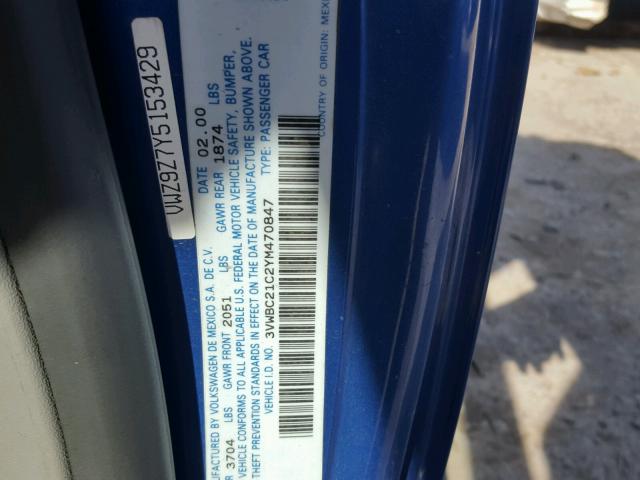 VWZ9Z7Y5153429
MANUFACTURED BY VOLKSWAGEN DE MEXICO S.A. DE C.V. DATE 02.00
3704 LBS GAWR FRONT 2051 LBS GAWR REAR 1874 LBS
VEHICLE CONFORMS TO ALL APPLICABLE U.S. FEDERAL MOTOR VEHICLE SAFETY, BUMPER,
THEFT PREVENTION STANDARDS IN EFFECT ON THE DATE OF MANUFACTURE SHOWN ABOVE.
VEHICLE I.D. NO. 3VWBC21C2YM470847 TYPE: PASSENGER CAR
COUNTRY OF ORIGIN: MEXI